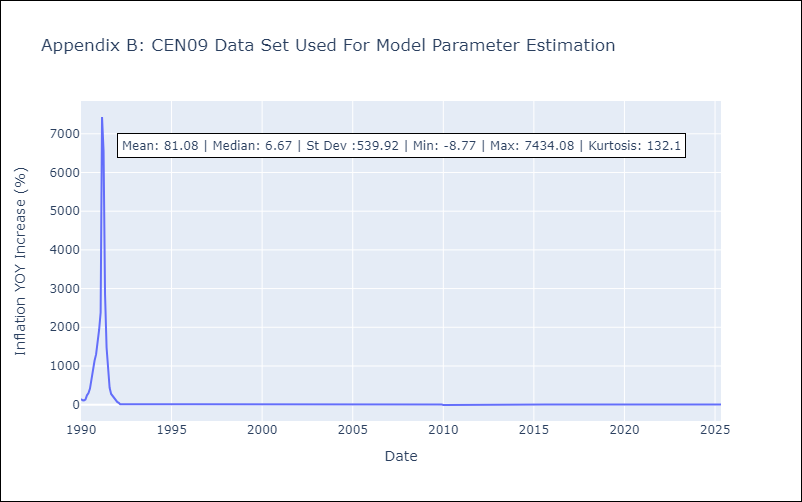 Appendix B: CEN09 Data Set Used For Model Parameter Estimation
7000
Mean: 81.08 | Median: 6.67 | St Dev :539.92 | Min: -8.77 | Max: 7434.08 | Kurtosis: 132.1
6000
5000
4000
3000
2000
1000
0
Inflation YOY Increase (%)
1990 1995 2000 2005 2010 2015 2020 2025
Date